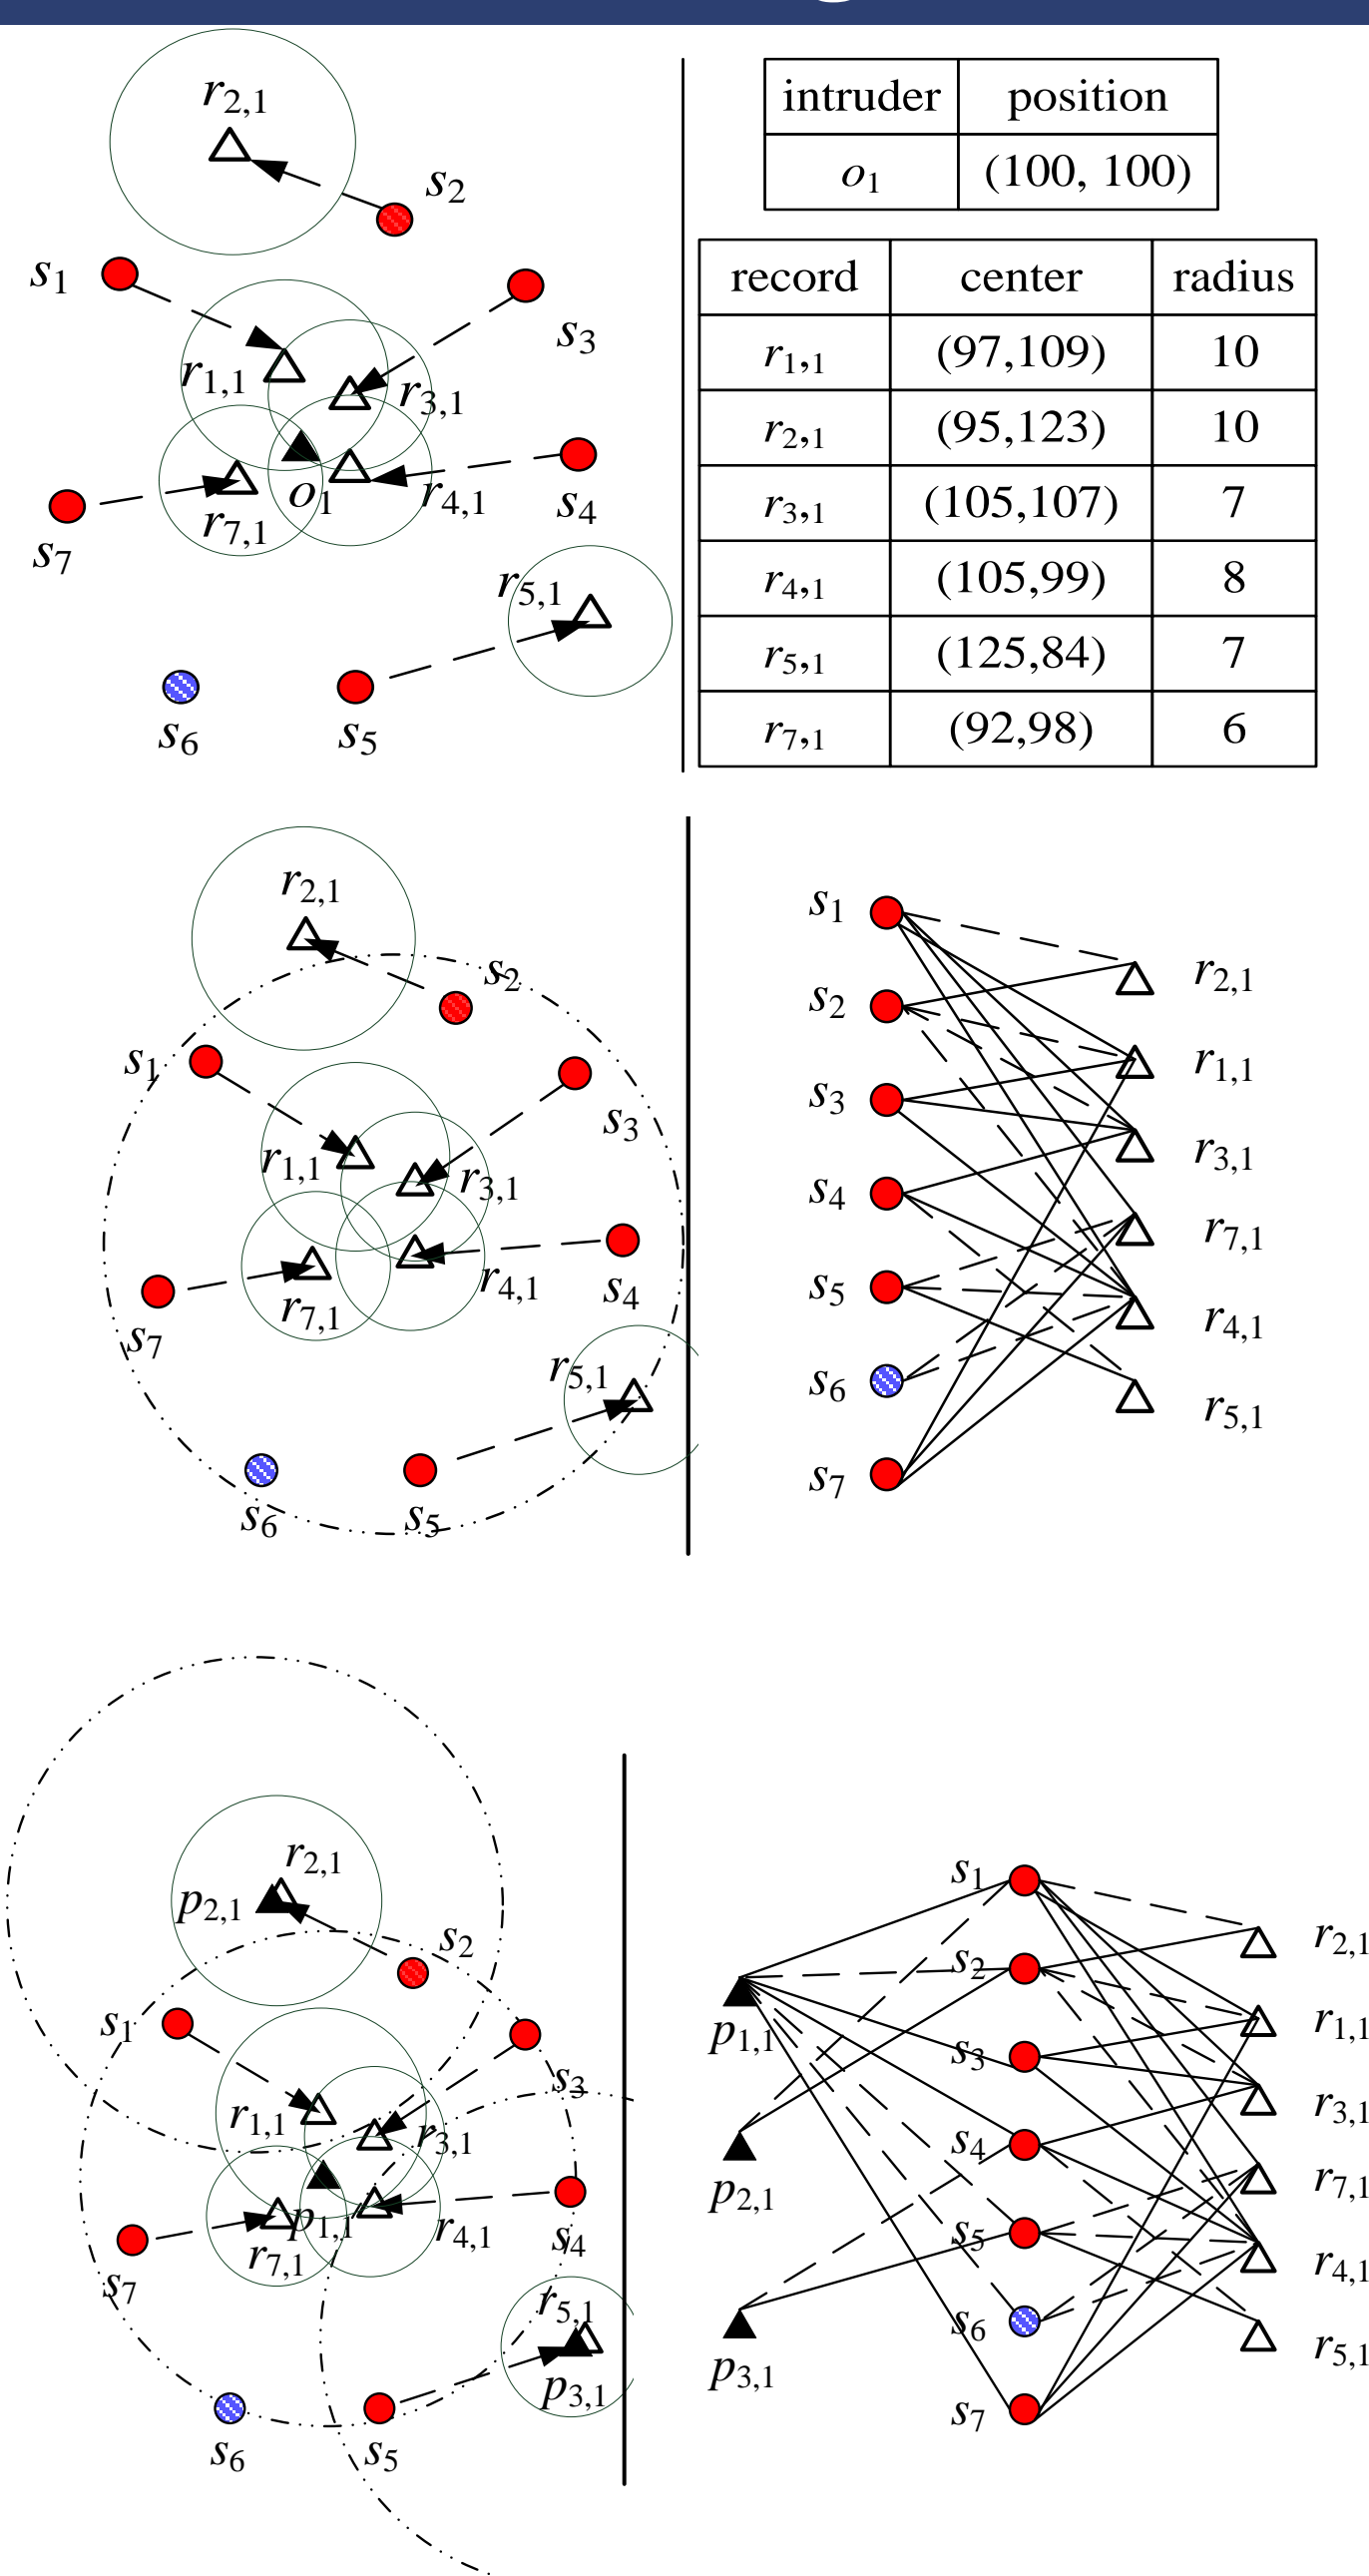 r2,1
s2
s1
s3
r1,1
r3,1
o1
r4,1
s4
r7,1
s7
r5,1
s6
s5
intruder position
o1 (100, 100)
record center radius
r1,1 (97,109) 10
r2,1 (95,123) 10
r3,1 (105,107) 7
r4,1 (105,99) 8
r5,1 (125,84) 7
r7,1 (92,98) 6
r2,1
s2
s1
s3
r1,1
r3,1
r4,1
s4
r7,1
s7
r5,1
s6
s5
s1
r2,1
s2
r1,1
s3
r3,1
s4
r7,1
s5
r4,1
s6
r5,1
s7
r2,1
p2,1
s2
s1
s3
r1,1
r3,1
p1,1
r4,1
s4
r7,1
s7
r5,1
p3,1
s6
s5
s1
r2,1
s2
p1,1
r1,1
s3
r3,1
s4
p2,1
r7,1
s5
r4,1
s6
p3,1
r5,1
s7